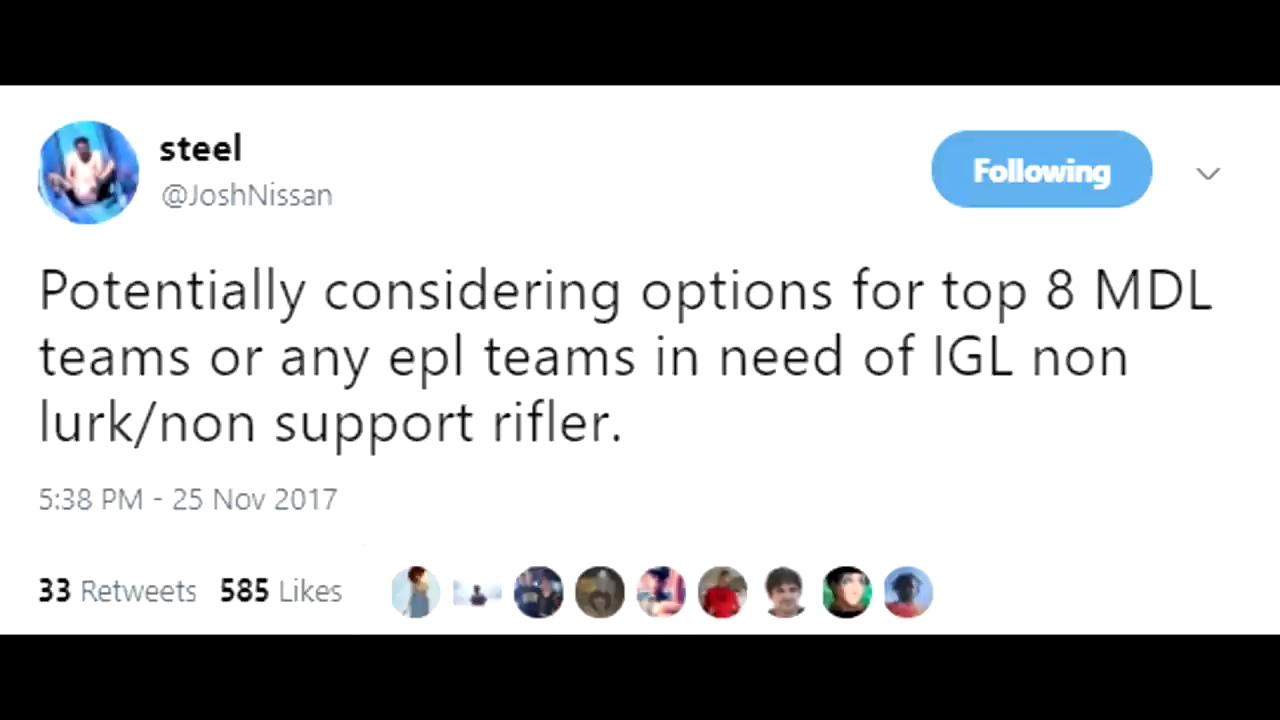 steel
@JoshNissan
Following
Potentially considering options for top 8 MDL
teams or any epl teams in need of IGL non
lurk/non support rifler.
5:38 PM - 25 Nov 2017
33 Retweets 585 Likes